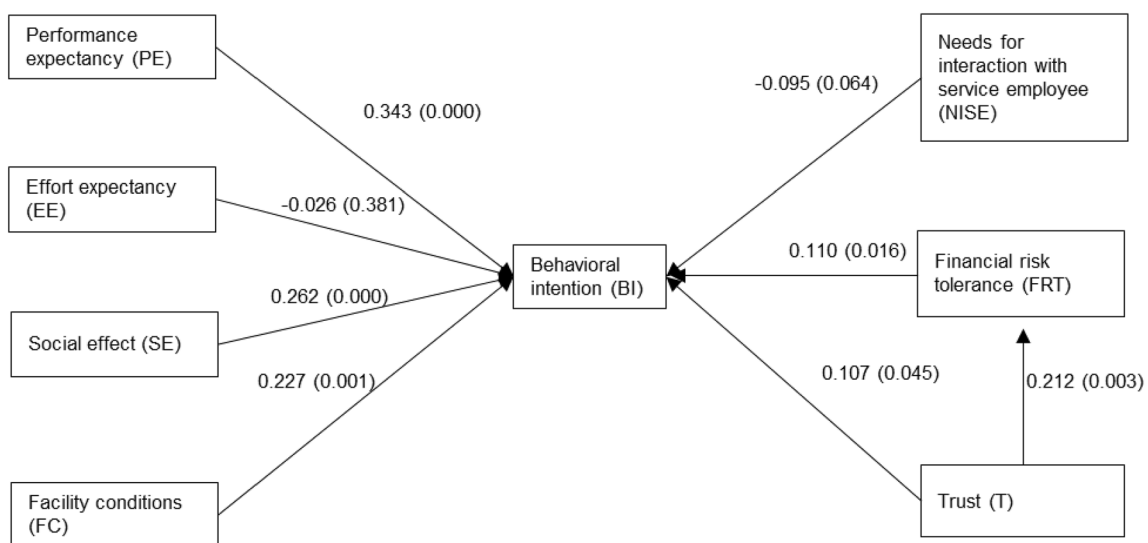 Performance
expectancy (PE)
0.343 (0.000)
Effort expectancy
(EE)
-0.026 (0.381)
Social effect (SE)
0.262 (0.000)
Facility conditions
(FC)
0.227 (0.001)
Behavioral
intention (BI)
Needs for
interaction with
service employee
(NISE)
-0.095 (0.064)
Financial risk
tolerance (FRT)
0.110 (0.016)
0.107 (0.045)
0.212 (0.003)
Trust (T)